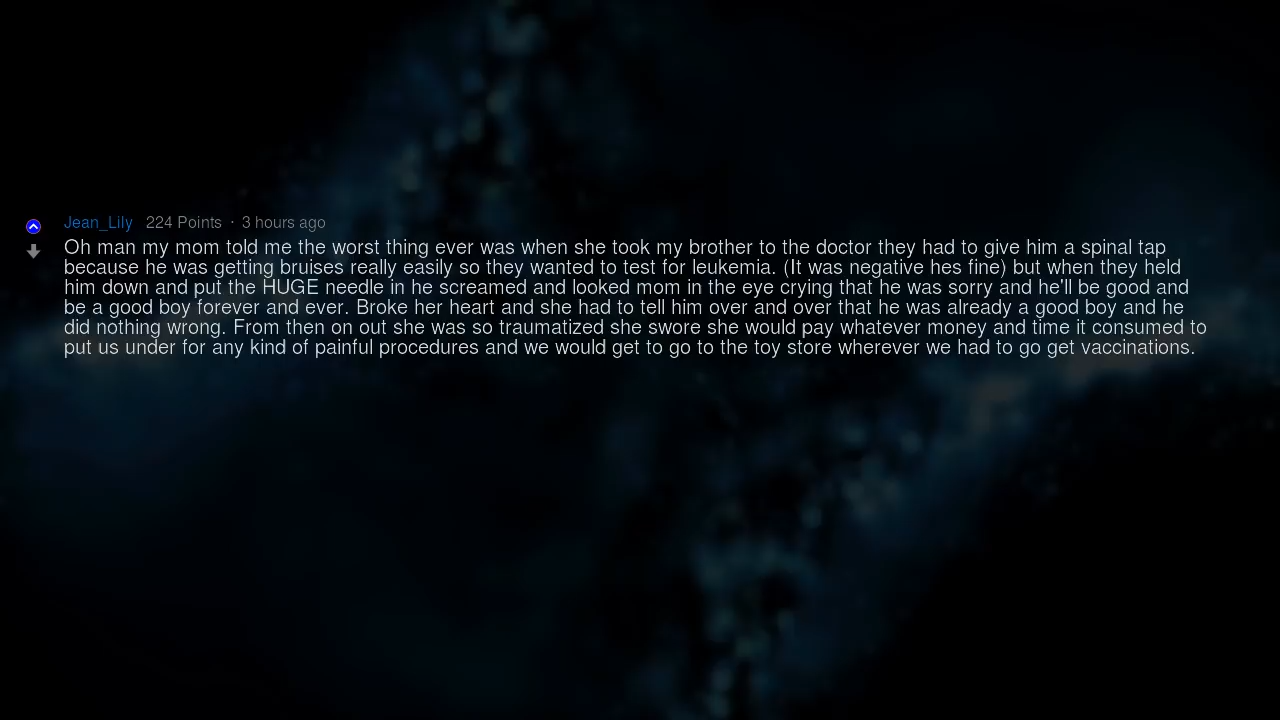 Jean_Lily 224 Points · 3 hours ago
Oh man my mom told me the worst thing ever was when she took my brother to the doctor they had to give him a spinal tap
because he was getting bruises really easily so they wanted to test for leukemia. (It was negative hes fine) but when they held
him down and put the HUGE needle in he screamed and looked mom in the eye crying that he was sorry and he'll be good and
be a good boy forever and ever. Broke her heart and she had to tell him over and over that he was already a good boy and he
did nothing wrong. From then on out she was so traumatized she swore she would pay whatever money and time it consumed to
put us under for any kind of painful procedures and we would get to go to the toy store wherever we had to go get vaccinations.